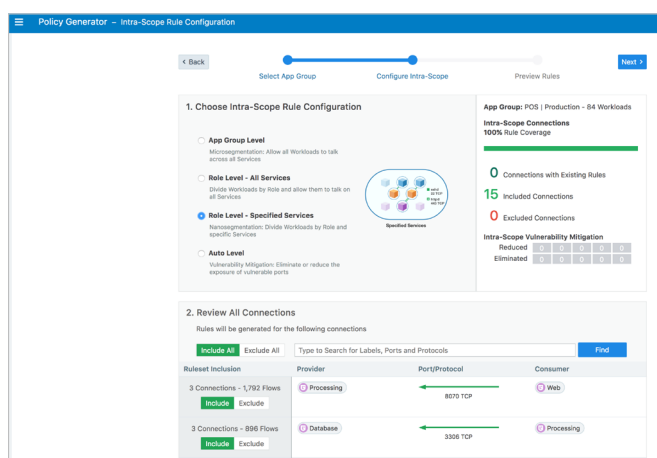 Policy Generator – Intra-Scope Rule Configuration
< Back
Next >
Select App Group
Configure Intra-Scope
Preview Rules
1. Choose Intra-Scope Rule Configuration
App Group Level
Microsegmentation: Allow all Workloads to talk
across all Services
Role Level - All Services
Divide Workloads by Role and allow them to talk on
all Services
Role Level - Specified Services
Nanosegmentation: Divide Workloads by Role and
specific Services
Auto Level
Vulnerability Mitigation: Eliminate or reduce the
exposure of vulnerable ports
Specified Services
App Group: POS | Production - 84 Workloads
Intra-Scope Connections
100% Rule Coverage
0 Connections with Existing Rules
15 Included Connections
0 Excluded Connections
Intra-Scope Vulnerability Mitigation
Reduced 0 0 0 0 0
Eliminated 0 0 0 0 0
2. Review All Connections
Rules will be generated for the following connections
Include All Exclude All Type to Search for Labels, Ports and Protocols Find
Ruleset Inclusion Provider Port/Protocol Consumer
3 Connections - 1,792 Flows Processing Web
8070 TCP
Include Exclude
3 Connections - 896 Flows Database Processing
3306 TCP
Include Exclude